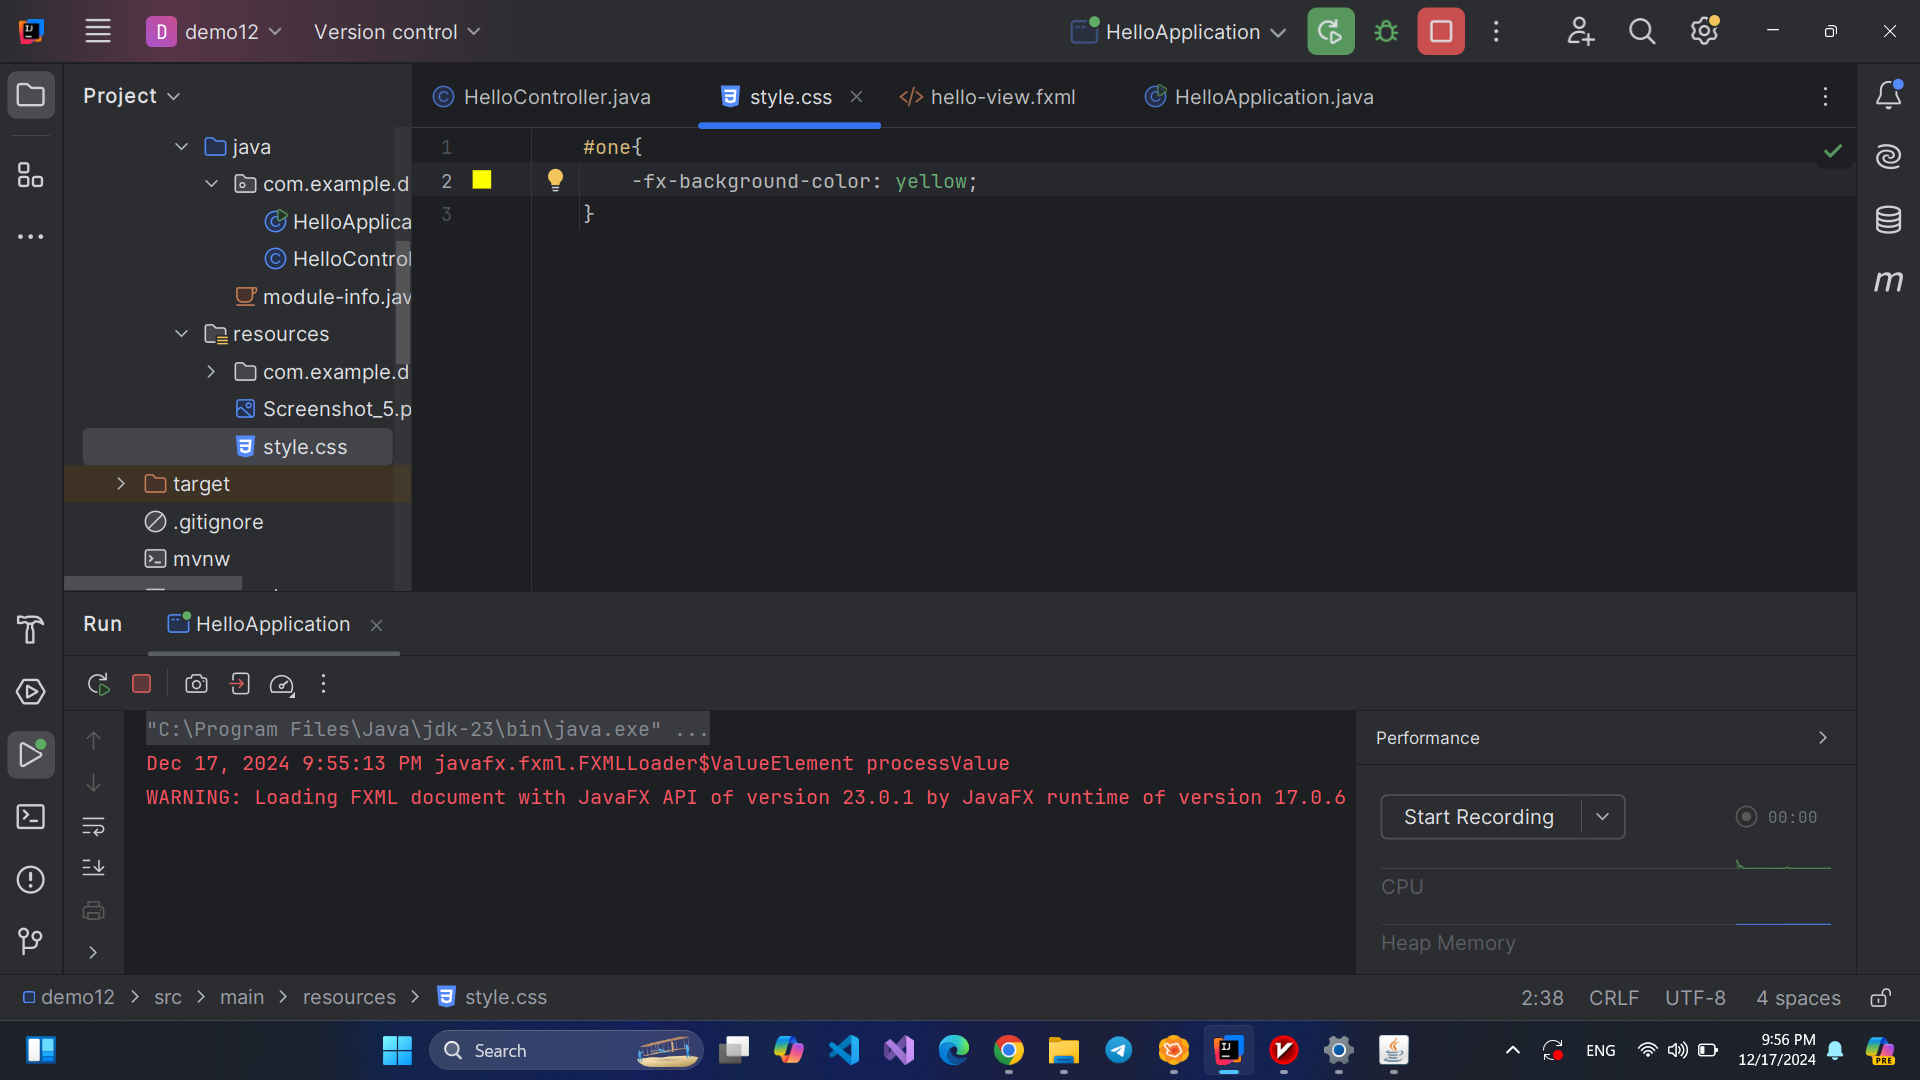 D demo12 Version control HelloApplication
Project
HelloController.java style.css hello-view.fxml HelloApplication.java
java
com.example.d
HelloApplica
HelloControl
module-info.jav
resources
com.example.d
Screenshot_5.p
style.css
target
.gitignore
mvnw
1 #one{
2 -fx-background-color: yellow;
3 }
Run HelloApplication
"C:\Program Files\Java\jdk-23\bin\java.exe" ...
Dec 17, 2024 9:55:13 PM javafx.fxml.FXMLLoader$ValueElement processValue
WARNING: Loading FXML document with JavaFX API of version 23.0.1 by JavaFX runtime of version 17.0.6
Performance
Start Recording 00:00
CPU
Heap Memory
demo12 > src > main > resources > style.css
2:38 CRLF UTF-8 4 spaces
Search
ENG
9:56 PM
12/17/2024
PRE